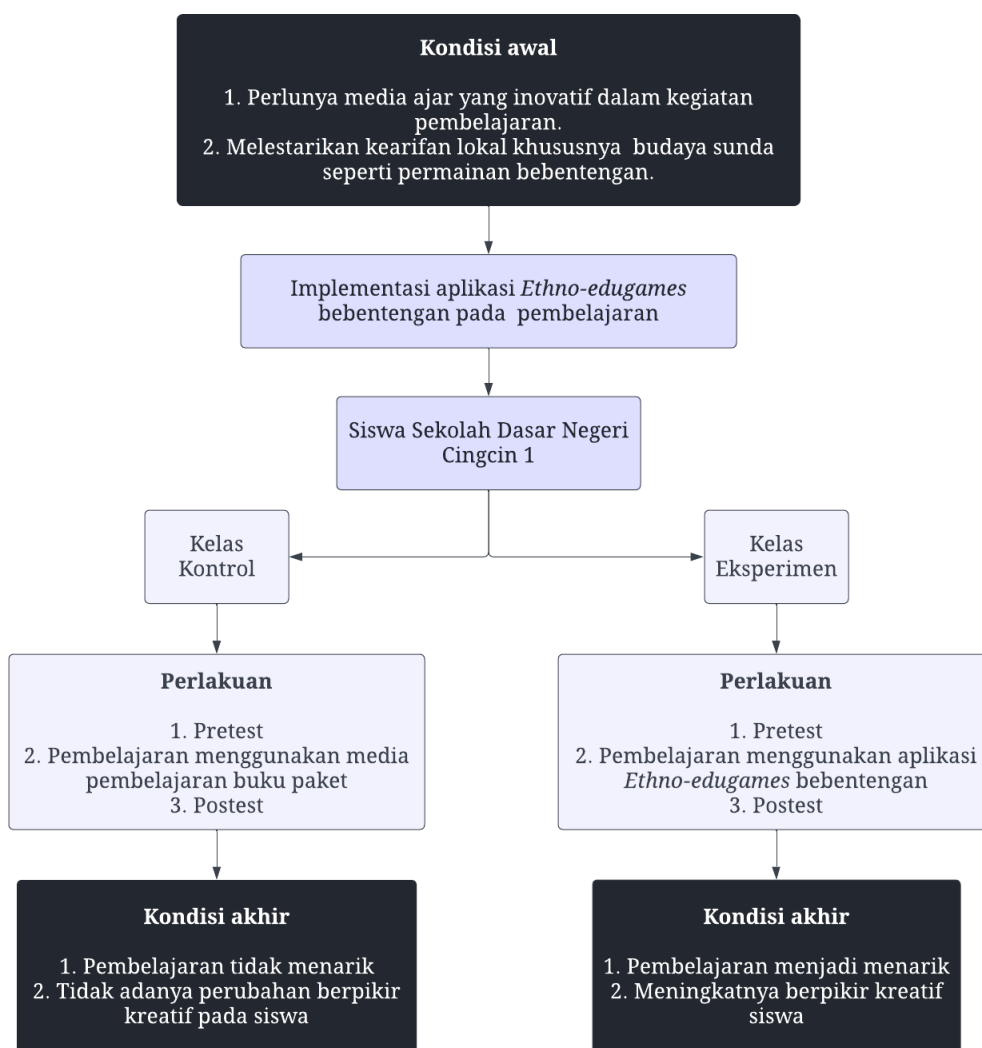 Kondisi awal
1. Perlunya media ajar yang inovatif dalam kegiatan
pembelajaran.
2. Melestarikan kearifan lokal khususnya  budaya sunda
seperti permainan bebentengan.
Implementasi aplikasi Ethno-edugames
bebentengan pada  pembelajaran
Siswa Sekolah Dasar Negeri
Cingcin 1
Kelas
Kontrol
Kelas
Eksperimen
Perlakuan
1. Pretest
2. Pembelajaran menggunakan media
pembelajaran buku paket
3. Postest
Perlakuan
1. Pretest
2. Pembelajaran menggunakan aplikasi
Ethno-edugames bebentengan
3. Postest
Kondisi akhir
1. Pembelajaran tidak menarik
2. Tidak adanya perubahan berpikir
kreatif pada siswa
Kondisi akhir
1. Pembelajaran menjadi menarik
2. Meningkatnya berpikir kreatif
siswa